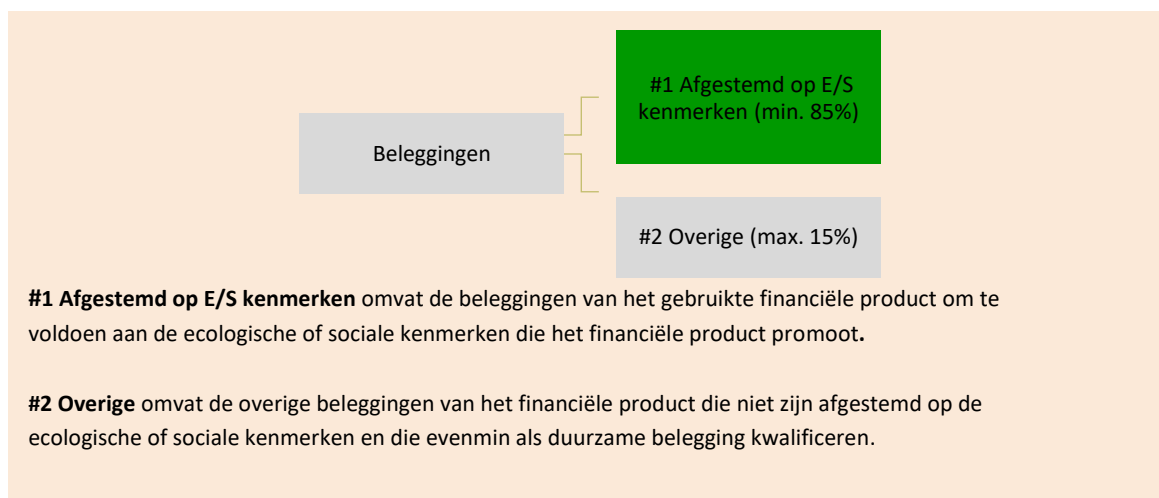 #1 Afgestemd op E/S
kenmerken (min. 85%)
Beleggingen
#2 Overige (max. 15%)
#1 Afgestemd op E/S kenmerken omvat de beleggingen van het gebruikte financiële product om te
voldoen aan de ecologische of sociale kenmerken die het financiële product promoot.
#2 Overige omvat de overige beleggingen van het financiële product die niet zijn afgestemd op de
ecologische of sociale kenmerken en die evenmin als duurzame belegging kwalificeren.